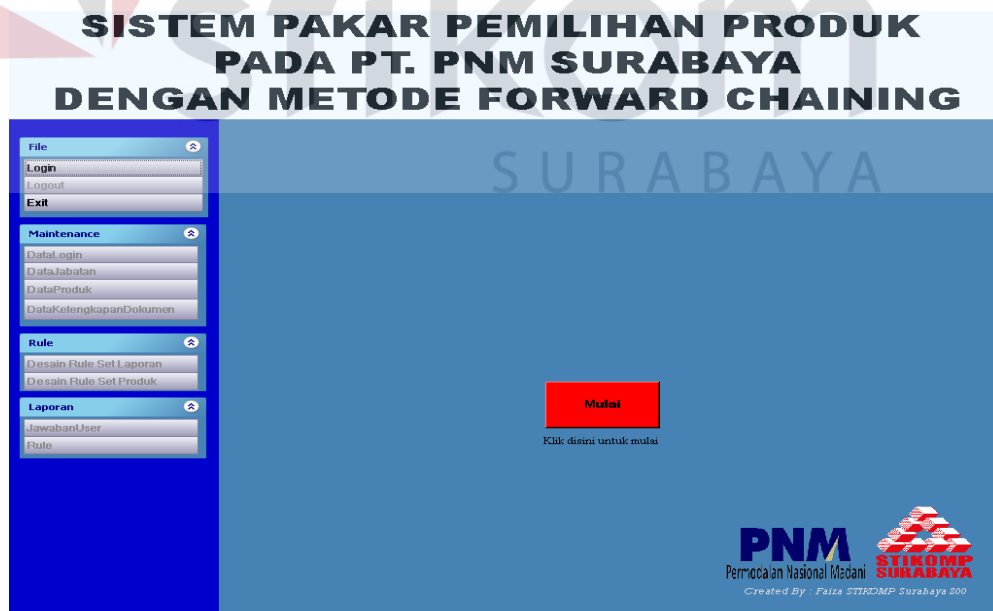 SISTEM PAKAR PEMILIHAN PRODUK
PADA PT. PNM SURABAYA
DENGAN METODE FORWARD CHAINING
stikom
SURABAYA
File
Login
Logout
Exit
Maintenance
DataLogin
DataJabatan
DataProduk
DataKelengkapanDokumen
Rule
Desain Rule Set Laporan
Desain Rule Set Produk
Laporan
JawabanUser
Rule
Mulai
Klik disini untuk mulai
PNM
Permodalan Nasional Madani
STIKOMP
SURABAYA
Created By : Faiza STIKOMP Surabaya 200